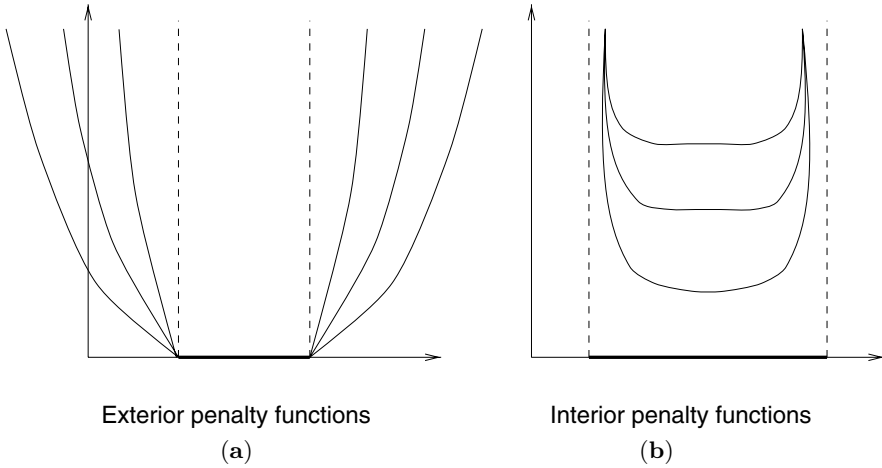 Exterior penalty functions
(a)
Interior penalty functions
(b)